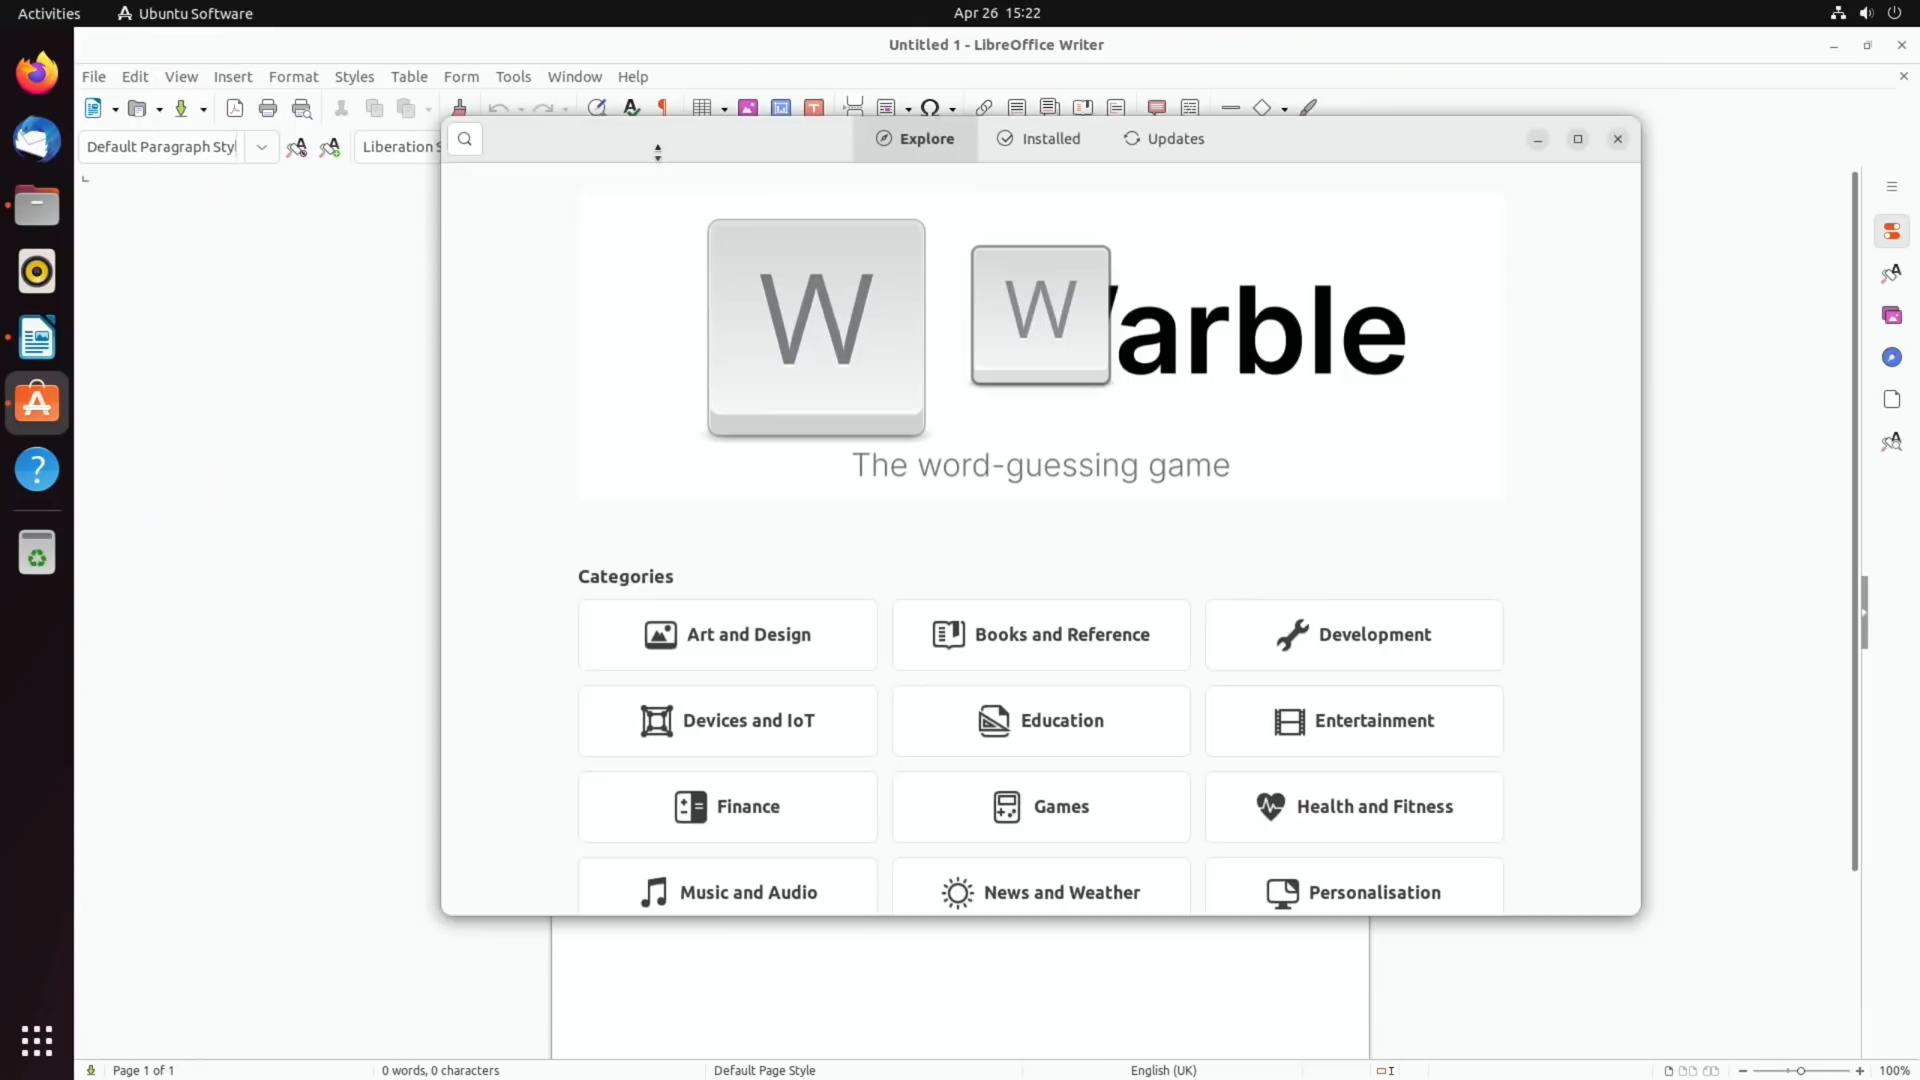 Activities Ubuntu Software Apr 26 15:22
Untitled 1 - LibreOffice Writer
File Edit View Insert Format Styles Table Form Tools Window Help
Default Paragraph Styl Liberation S
Explore Installed Updates
W W arble
The word-guessing game
Categories
Art and Design Books and Reference Development
Devices and IoT Education Entertainment
Finance Games Health and Fitness
Music and Audio News and Weather Personalisation
Page 1 of 1 0 words, 0 characters Default Page Style English (UK) 100%